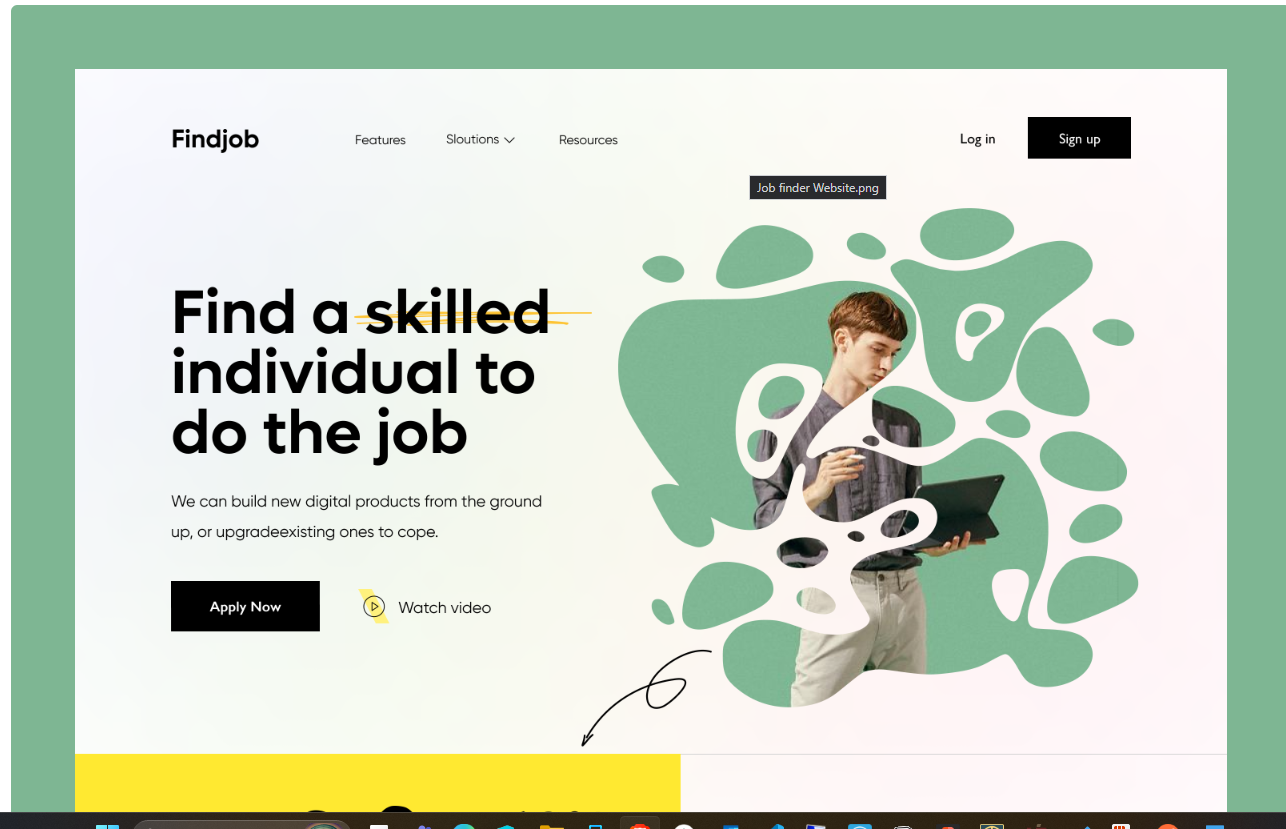 Findjob
Features
Sloutions
Resources
Log in
Sign up
Job finder Website.png
Find a skilled
individual to
do the job
We can build new digital products from the ground
up, or upgradeexisting ones to cope.
Apply Now
Watch video